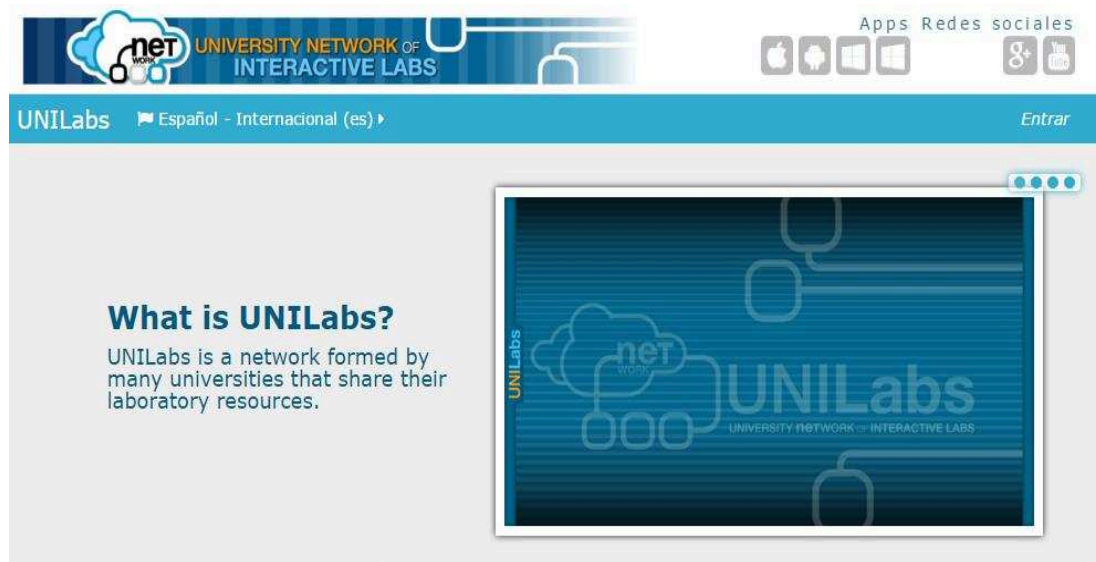 neT
WORK
UNIVERSITY NETWORK OF
INTERACTIVE LABS
Apps Redes sociales
g+
You
Tube
UNILabs Español - Internacional (es)
Entrar
What is UNILabs?
UNILabs is a network formed by
many universities that share their
laboratory resources.
UNILabs
neT
WORK
UNILabs
UNIVERSITY neTWORK OF INTERACTIVE LABS